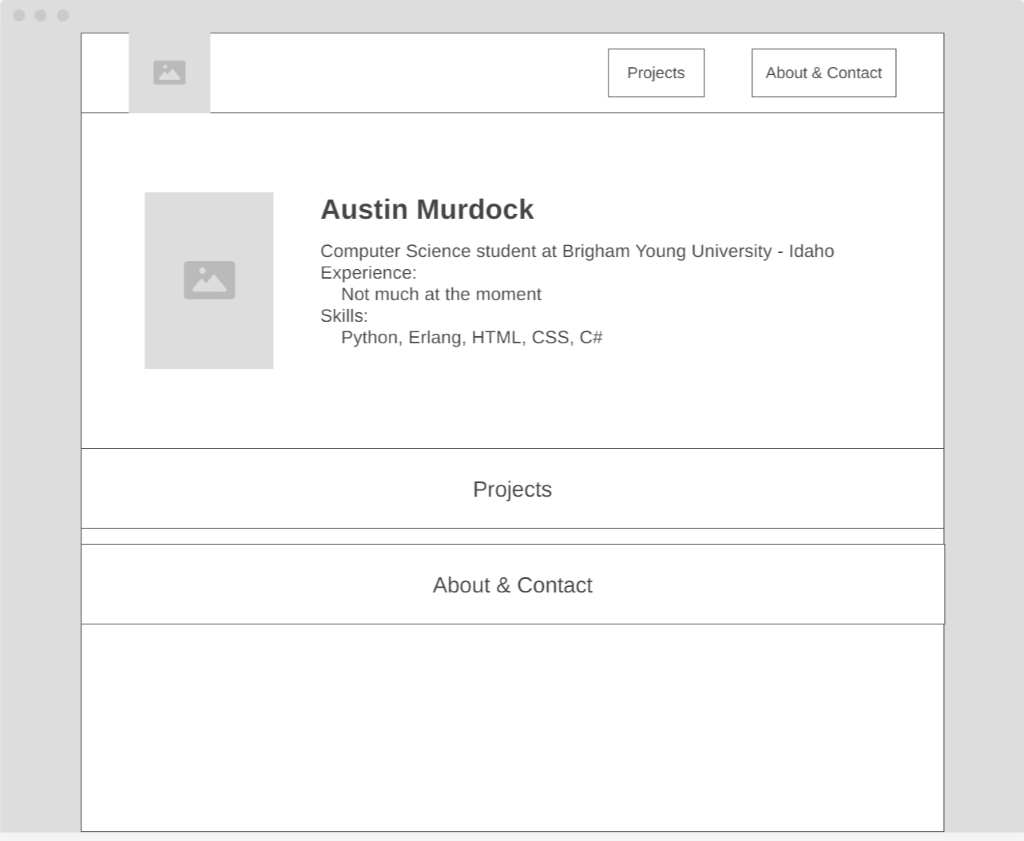 Projects
About & Contact
Austin Murdock
Computer Science student at Brigham Young University - Idaho
Experience:
Not much at the moment
Skills:
Python, Erlang, HTML, CSS, C#
Projects
About & Contact